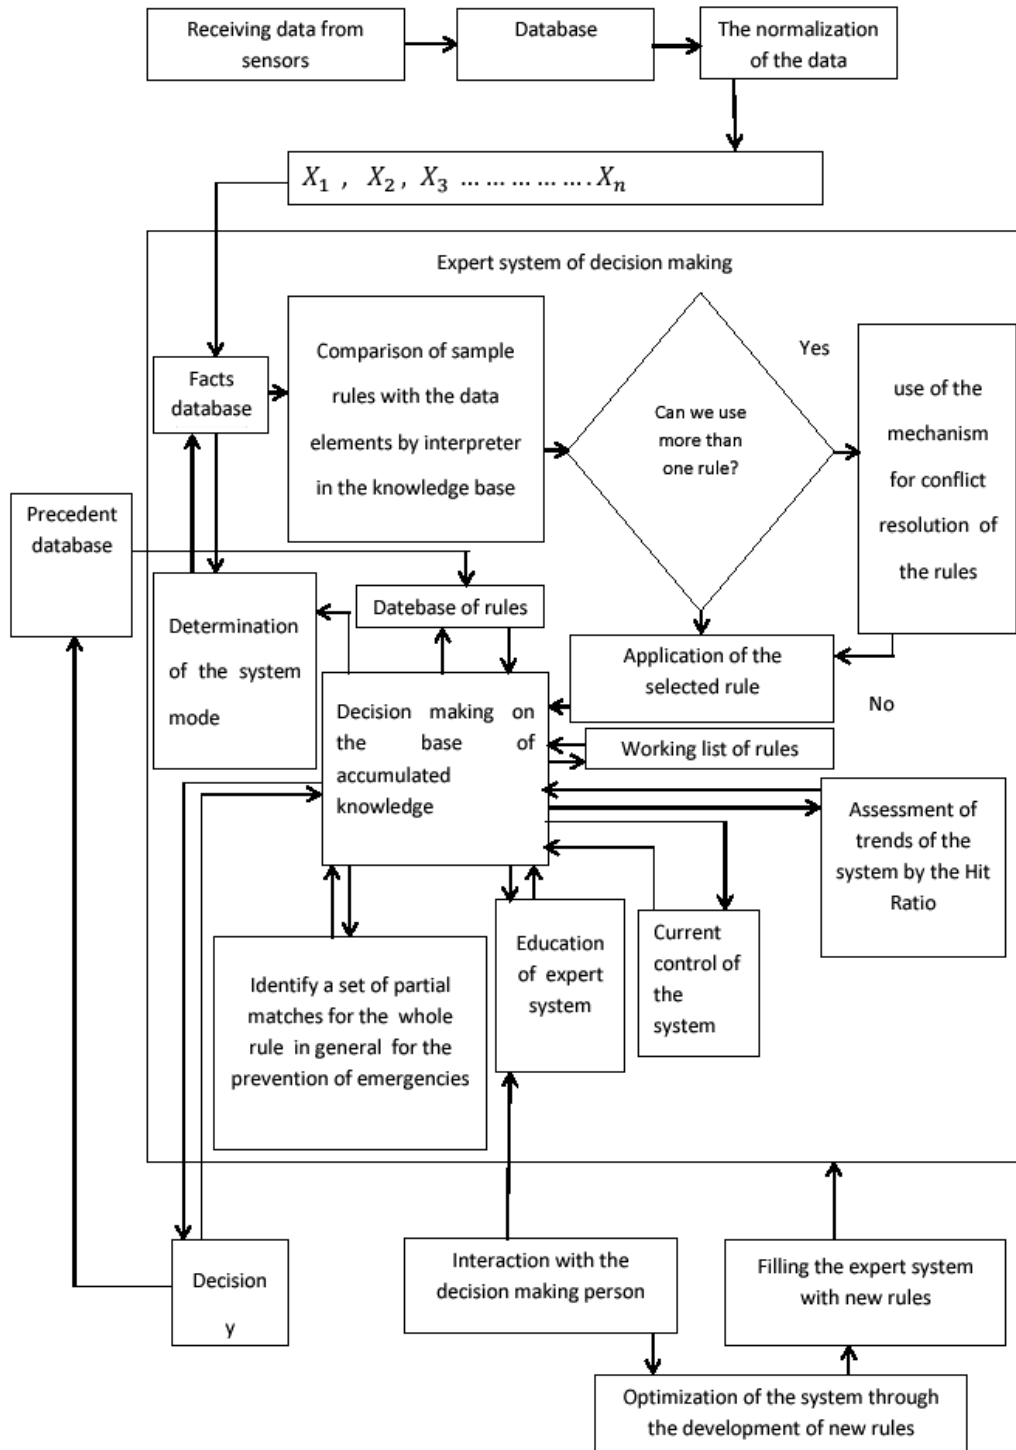 Receiving data from
sensors
Database
The normalization
of the data
X₁ , X₂ , X₃ … … … … … . Xₙ
Expert system of decision making
Facts
database
Comparison of sample
rules with the data
elements by interpreter
in the knowledge base
Can we use
more than
one rule?
Yes
use of the
mechanism
for conflict
resolution of
the rules
Precedent
database
Determination
of the system
mode
Datebase of rules
Application of the
selected rule
No
Decision making on
the base of
accumulated
knowledge
Working list of rules
Assessment of
trends of the
system by the Hit
Ratio
Identify a set of partial
matches for the whole
rule in general for the
prevention of emergencies
Education
of expert
system
Current
control of
the
system
Decision
y
Interaction with the
decision making person
Filling the expert system
with new rules
Optimization of the system through
the development of new rules